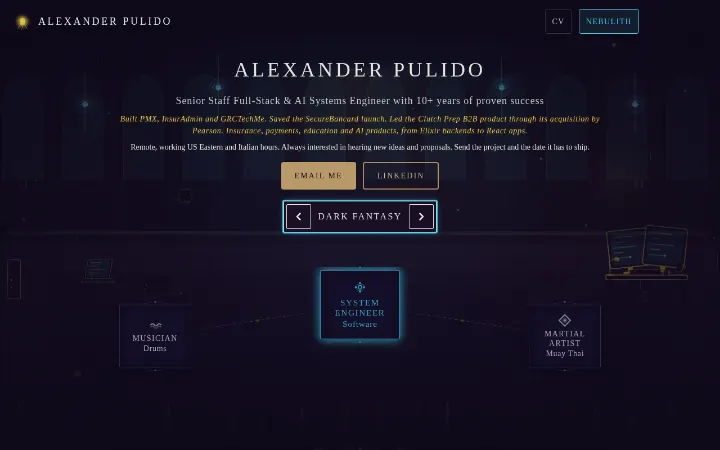 ALEXANDER PULIDO
CV
NEBULITH
ALEXANDER PULIDO
Senior Staff Full-Stack & AI Systems Engineer with 10+ years of proven success
Built PMX, InsurAdmin and GRCTechMe. Saved the SecureBoncard launch. Led the Clutch Prep B2B product through its acquisition by
Pearson. Insurance, payments, education and AI products, from Elixir backends to React apps.
Remote, working US Eastern and Italian hours. Always interested in hearing new ideas and proposals. Send the project and the date it has to ship.
EMAIL ME
LINKEDIN
DARK FANTASY
SYSTEM
ENGINEER
Software
MUSICIAN
Drums
MARTIAL
ARTIST
Muay Thai